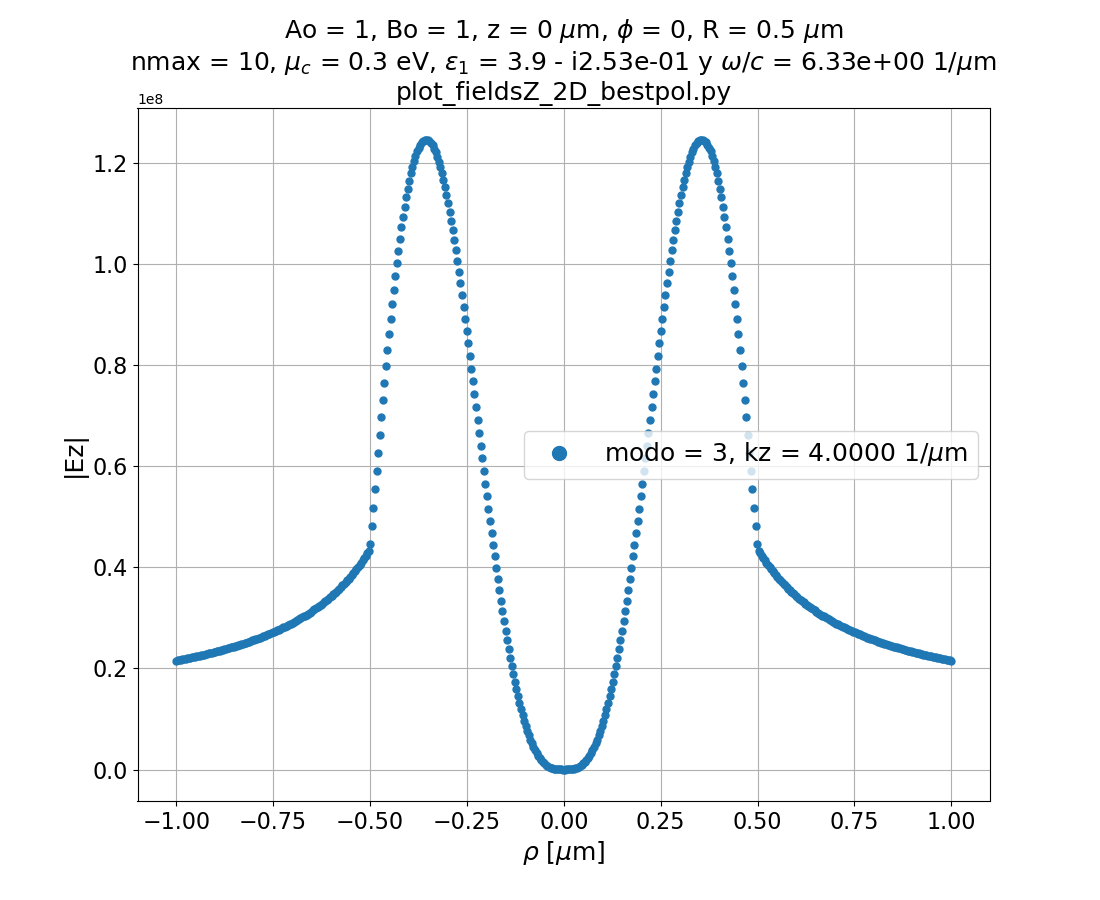 Ao = 1, Bo = 1, z = 0 μm, ϕ = 0, R = 0.5 μm
nmax = 10, μc = 0.3 eV, ε1 = 3.9 - i2.53e-01 y ω/c = 6.33e+00 1/μm
plot_fieldsZ_2D_bestpol.py
1e8
1.2
1.0
0.8
0.6
0.4
0.2
0.0
|Ez|
modo = 3, kz = 4.0000 1/μm
−1.00 −0.75 −0.50 −0.25 0.00 0.25 0.50 0.75 1.00
ρ [μm]